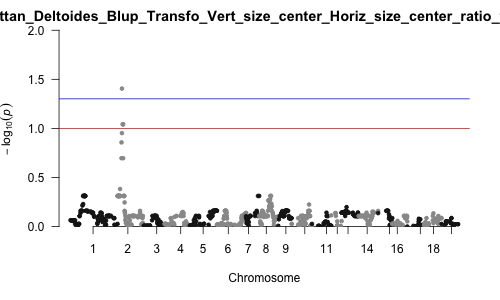 ttan_Deltoides_Blup_Transfo_Vert_size_center_Horiz_size_center_ratio_
2.0
1.5
1.0
0.5
0.0
− log10(p)
1 2 3 4 5 6 7 8 9 11 14 16 18
Chromosome